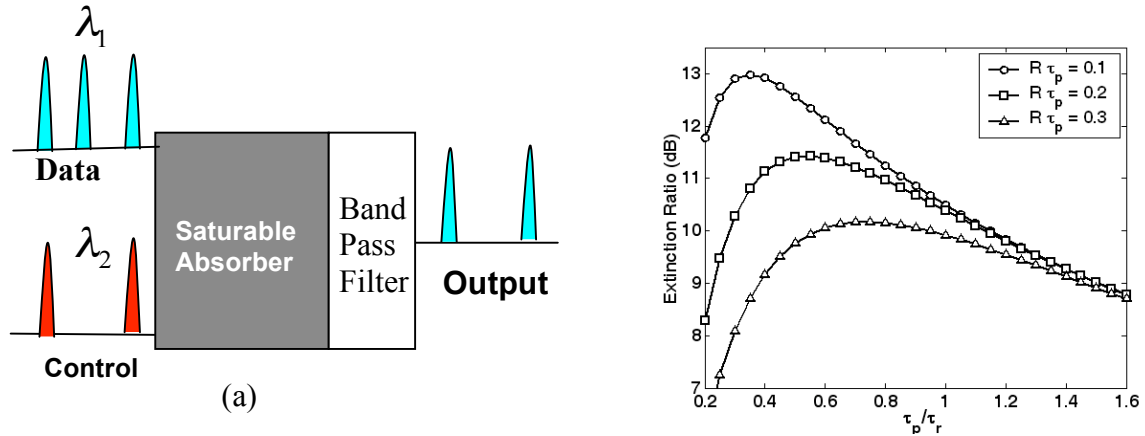 λ₁
Data
λ₂
Control
Saturable
Absorber
Band
Pass
Filter
Output
(a)
Extinction Ratio (dB)
13
12
11
10
9
8
7
0.2 0.4 0.6 0.8 1 1.2 1.4 1.6
τₚ/τᵣ
R τₚ = 0.1
R τₚ = 0.2
R τₚ = 0.3